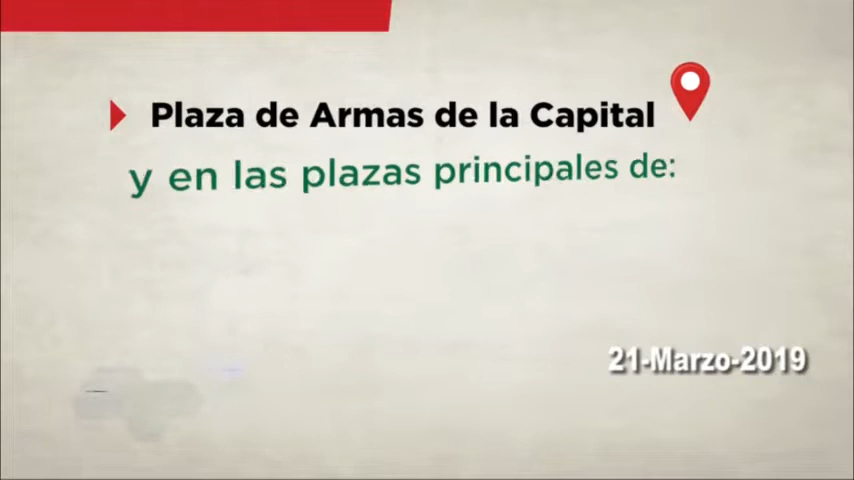 Plaza de Armas de la Capital
y en las plazas principales de:
21-Marzo-2019